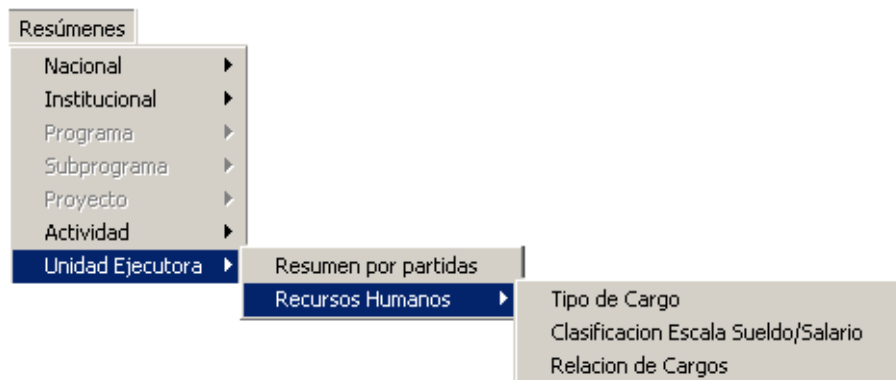 Resúmenes
Nacional
Institucional
Programa
Subprograma
Proyecto
Actividad
Unidad Ejecutora
Resumen por partidas
Recursos Humanos
Tipo de Cargo
Clasificacion Escala Sueldo/Salario
Relacion de Cargos